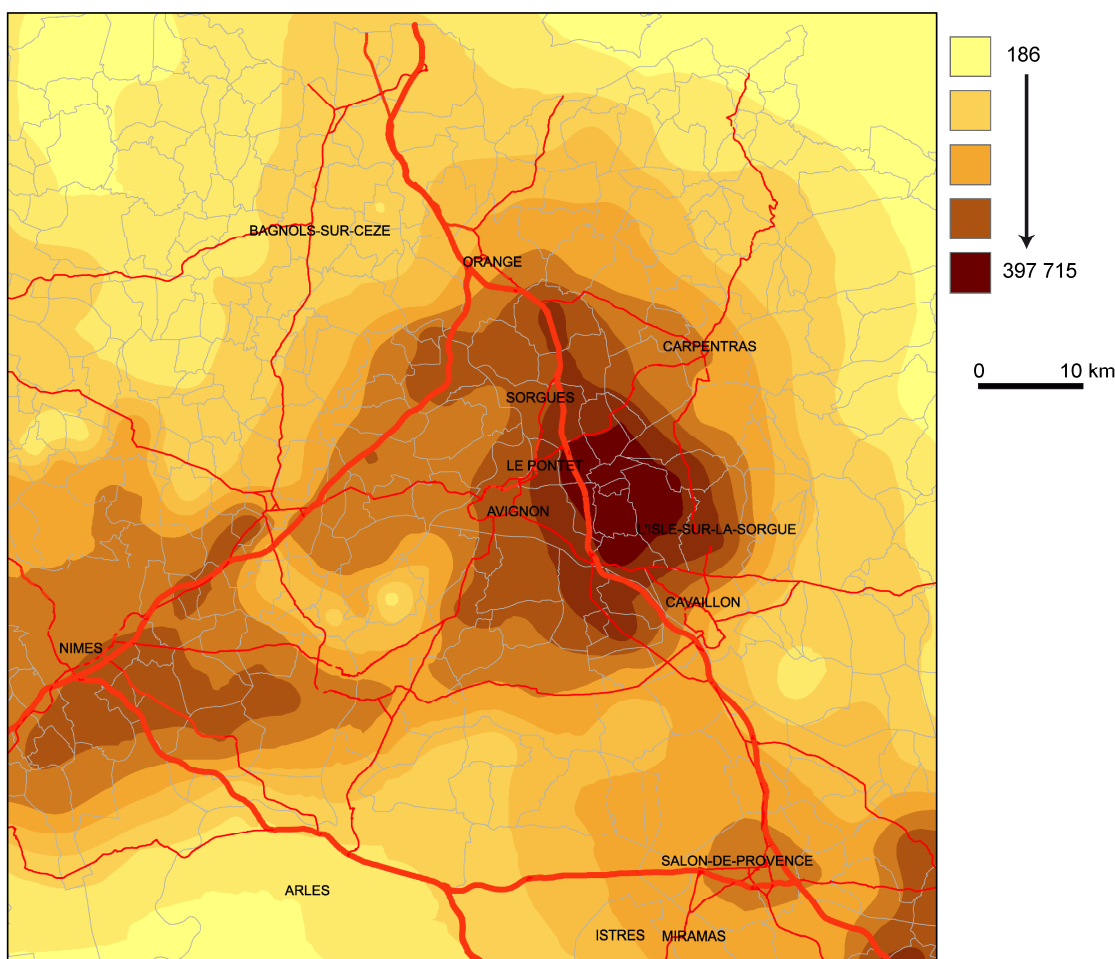 186
BAGNOLS-SUR-CEZE
ORANGE
397 715
CARPENTRAS
0 10 km
SORGUES
LE PONTET
AVIGNON
L'ISLE-SUR-LA-SORGUE
CAVAILLON
NIMES
SALON-DE-PROVENCE
ARLES
ISTRES
MIRAMAS